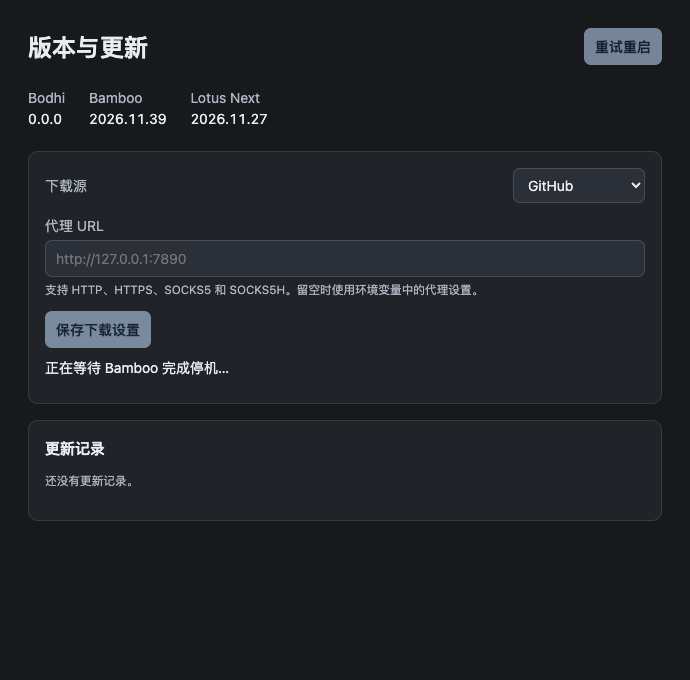 版本与更新
重试重启
Bodhi Bamboo Lotus Next
0.0.0 2026.11.39 2026.11.27
下载源
GitHub
代理 URL
http://127.0.0.1:7890
支持 HTTP、HTTPS、SOCKS5 和 SOCKS5H。留空时使用环境变量中的代理设置。
保存下载设置
正在等待 Bamboo 完成停机...
更新记录
还没有更新记录。